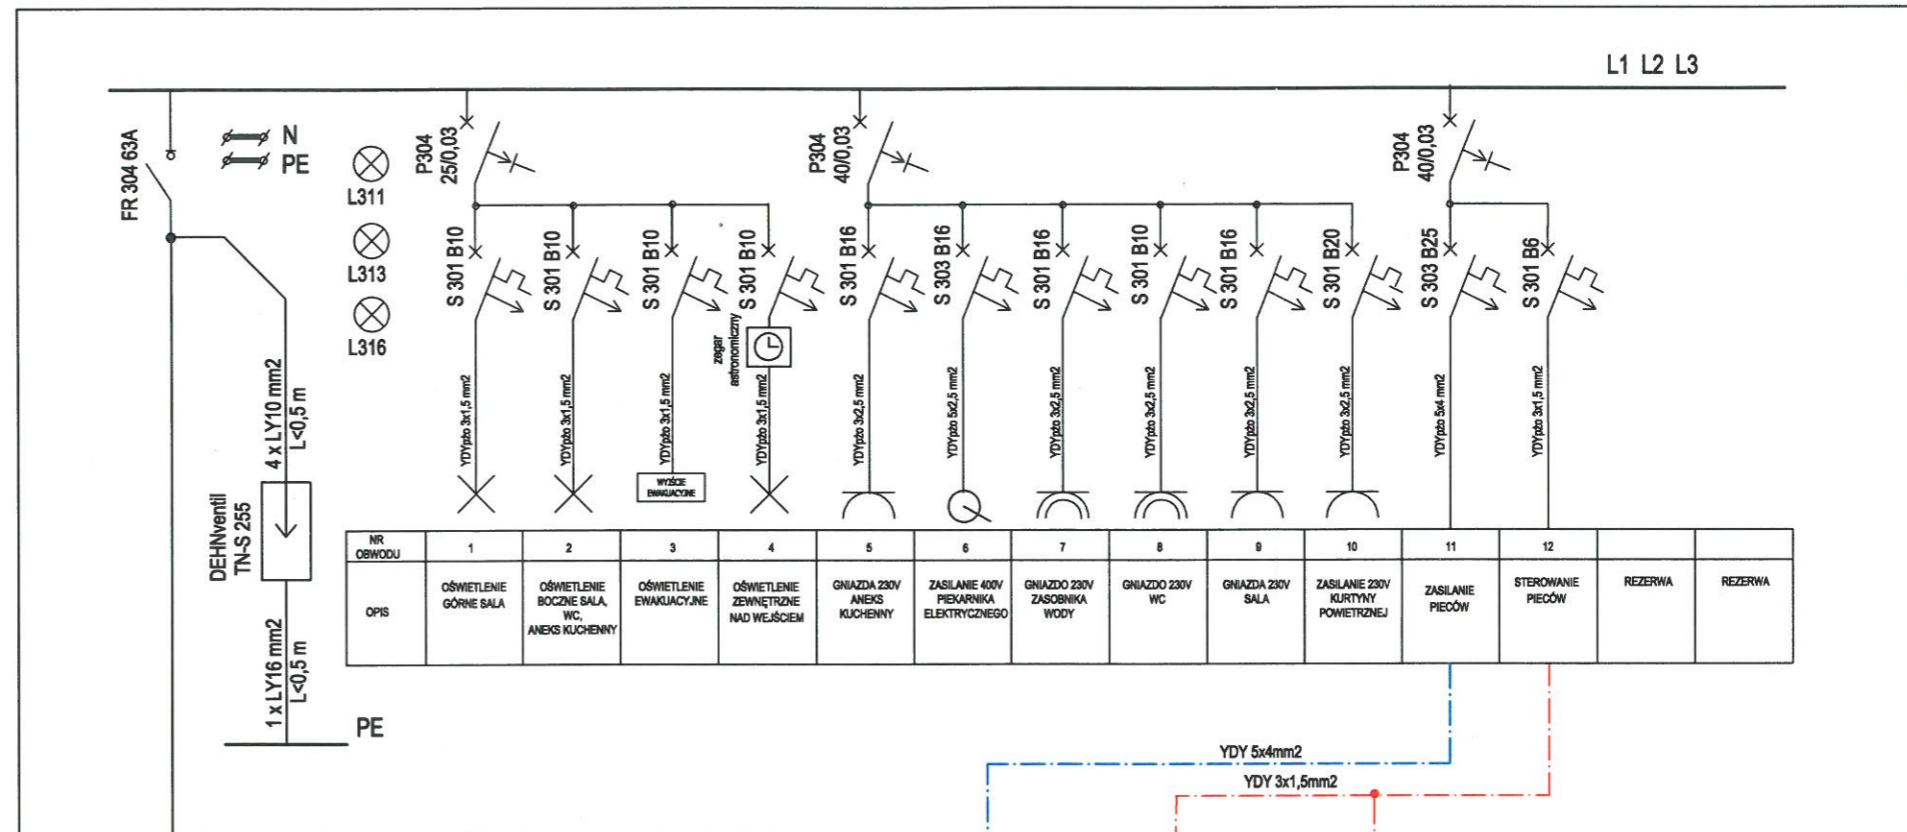 L1 L2 L3
FR 304 63A
N
PE
L311
L313
L316
P304
25/0,03
P304
40/0,03
P304
40/0,03
S 301 B10
S 301 B10
S 301 B10
S 301 B10
S 301 B16
S 303 B16
S 301 B16
S 301 B10
S 301 B16
S 301 B20
S 303 B25
S 301 B6
zegar
astronomiczny
4 x LY10 mm2
L<0,5 m
YDYpżo 3x1,5 mm2
YDYpżo 3x1,5 mm2
YDYpżo 3x1,5 mm2
YDYpżo 3x1,5 mm2
YDYpżo 3x2,5 mm2
YDYpżo 5x2,5 mm2
YDYpżo 3x2,5 mm2
YDYpżo 3x2,5 mm2
YDYpżo 3x2,5 mm2
YDYpżo 3x2,5 mm2
YDYpżo 5x4 mm2
YDYpżo 3x1,5 mm2
WYJŚCIE
EWAKUACYJNE
DEHNventil
TN-S 255
1 x LY16 mm2
L<0,5 m
PE
NR
OBWODU
1
2
3
4
5
6
7
8
9
10
11
12
OPIS
OŚWIETLENIE
GÓRNE SALA
OŚWIETLENIE
BOCZNE SALA,
WC,
ANEKS KUCHENNY
OŚWIETLENIE
EWAKUACYJNE
OŚWIETLENIE
ZEWNĘTRZNE
NAD WEJŚCIEM
GNIAZDA 230V
ANEKS
KUCHENNY
ZASILANIE 400V
PIEKARNIKA
ELEKTRYCZNEGO
GNIAZDO 230V
ZASOBNIKA
WODY
GNIAZDO 230V
WC
GNIAZDA 230V
SALA
ZASILANIE 230V
KURTYNY
POWIETRZNEJ
ZASILANIE
PIECÓW
STEROWANIE
PIECÓW
REZERWA
REZERWA
YDY 5x4mm2
YDY 3x1,5mm2